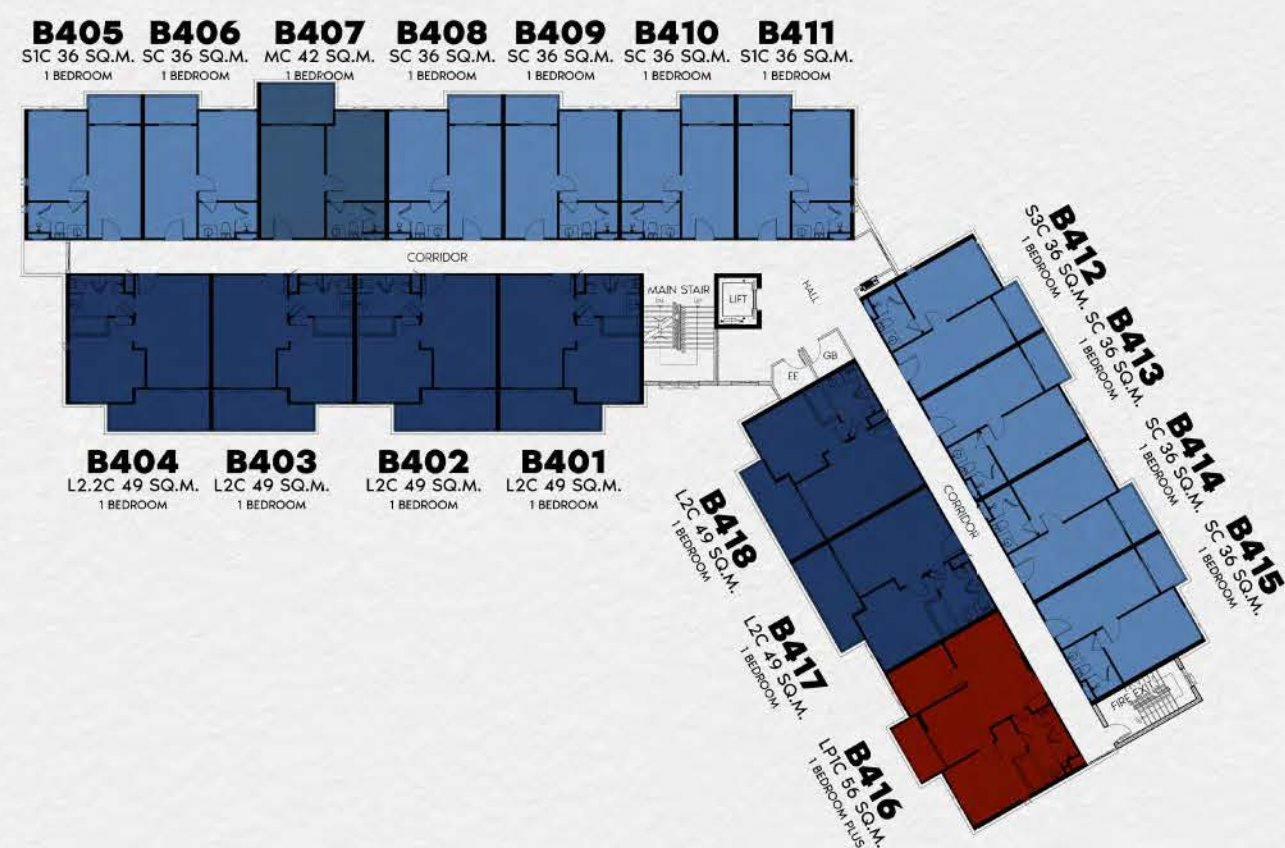 B405
S1C 36 SQ.M.
1 BEDROOM
B406
SC 36 SQ.M.
1 BEDROOM
B407
MC 42 SQ.M.
1 BEDROOM
B408
SC 36 SQ.M.
1 BEDROOM
B409
SC 36 SQ.M.
1 BEDROOM
B410
SC 36 SQ.M.
1 BEDROOM
B411
S1C 36 SQ.M.
1 BEDROOM
CORRIDOR
MAIN STAIR
DN
UP
LIFT
HALL
EE
GB
B412
S3C 36 SQ.M.
1 BEDROOM
B413
SC 36 SQ.M.
1 BEDROOM
B414
SC 36 SQ.M.
1 BEDROOM
B415
SC 36 SQ.M.
1 BEDROOM
B404
L2.2C 49 SQ.M.
1 BEDROOM
B403
L2C 49 SQ.M.
1 BEDROOM
B402
L2C 49 SQ.M.
1 BEDROOM
B401
L2C 49 SQ.M.
1 BEDROOM
CORRIDOR
B418
L2C 49 SQ.M.
1 BEDROOM
B417
L2C 49 SQ.M.
1 BEDROOM
B416
LP1C 56 SQ.M.
1 BEDROOM PLUS
FIRE EXIT